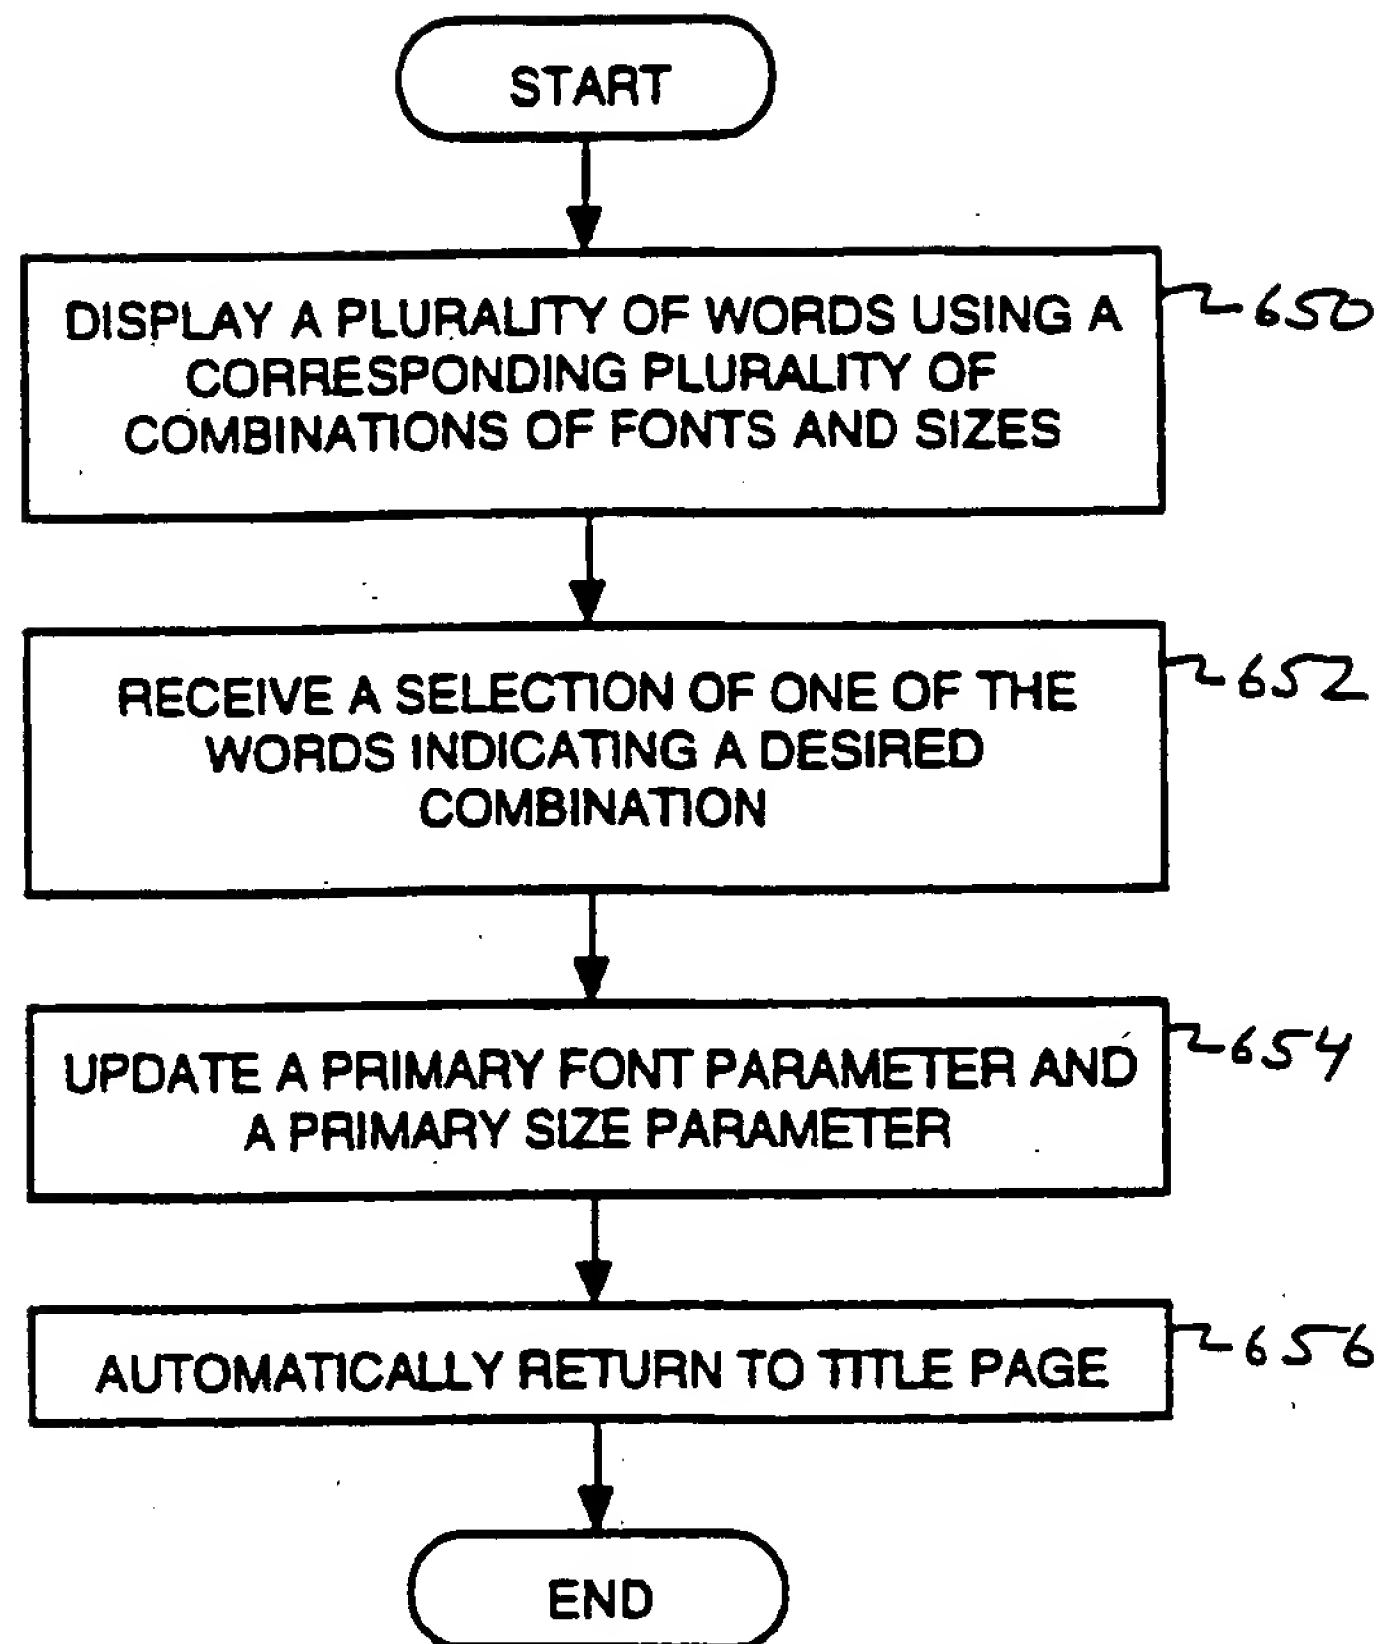 START
DISPLAY A PLURALITY OF WORDS USING A
CORRESPONDING PLURALITY OF
COMBINATIONS OF FONTS AND SIZES
650
RECEIVE A SELECTION OF ONE OF THE
WORDS INDICATING A DESIRED
COMBINATION
652
UPDATE A PRIMARY FONT PARAMETER AND
A PRIMARY SIZE PARAMETER
654
AUTOMATICALLY RETURN TO TITLE PAGE
656
END